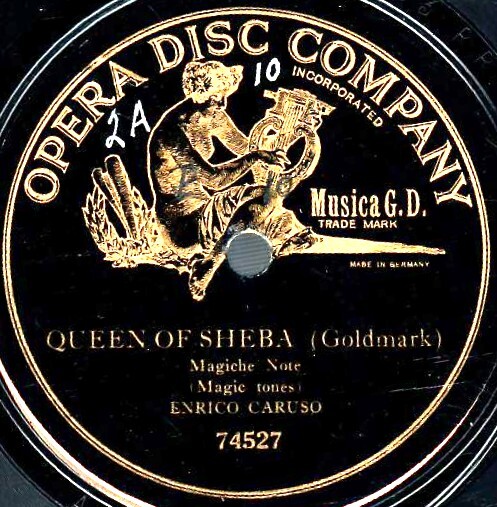 OPERA DISC COMPANY
INCORPORATED
2A
10
Musica G.D.
TRADE MARK
MADE IN GERMANY
QUEEN OF SHEBA (Goldmark)
Magiche Note
(Magic tones)
ENRICO CARUSO
74527